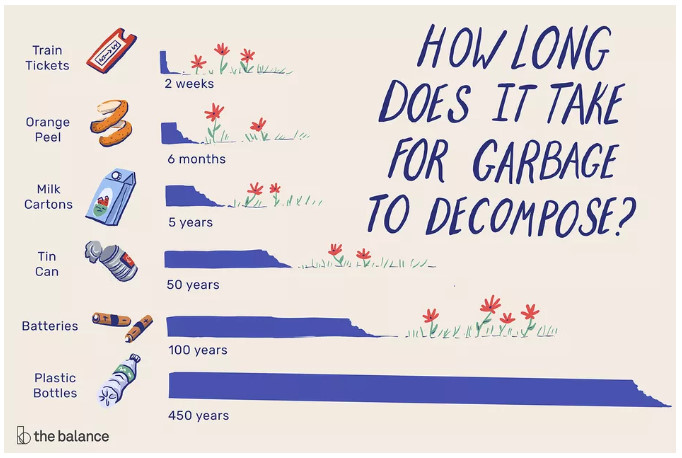 HOW LONG
DOES IT TAKE
FOR GARBAGE
TO DECOMPOSE?
Train
Tickets
2 weeks
Orange
Peel
6 months
Milk
Cartons
5 years
Tin
Can
50 years
Batteries
100 years
Plastic
Bottles
450 years
the balance